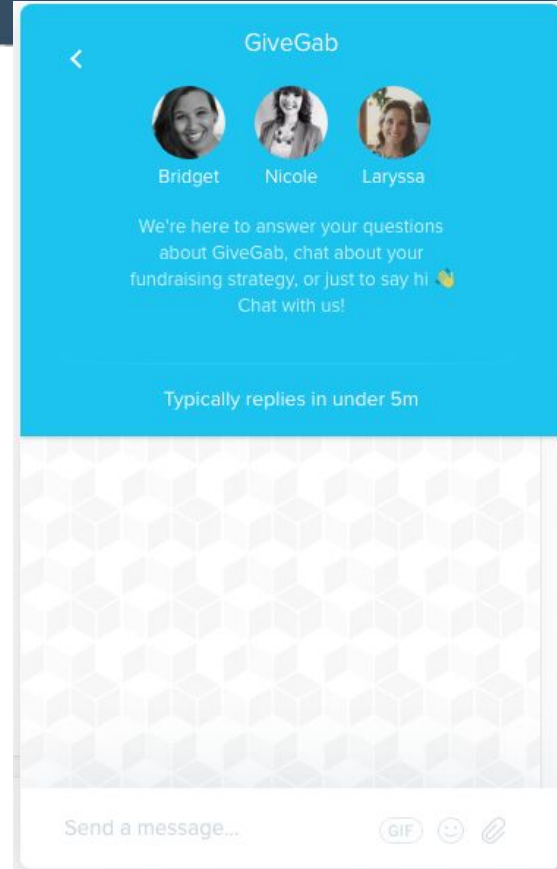 GiveGab
Bridget Nicole Laryssa
We're here to answer your questions
about GiveGab, chat about your
fundraising strategy, or just to say hi 👋
Chat with us!
Typically replies in under 5m
Send a message...
GIF